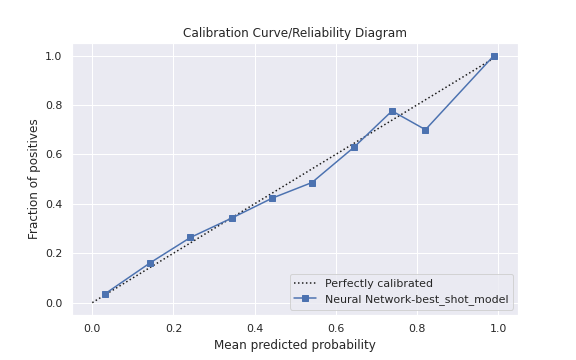 Calibration Curve/Reliability Diagram
1.0
0.8
0.6
0.4
0.2
0.0
Fraction of positives
Perfectly calibrated
Neural Network-best_shot_model
0.0 0.2 0.4 0.6 0.8 1.0
Mean predicted probability